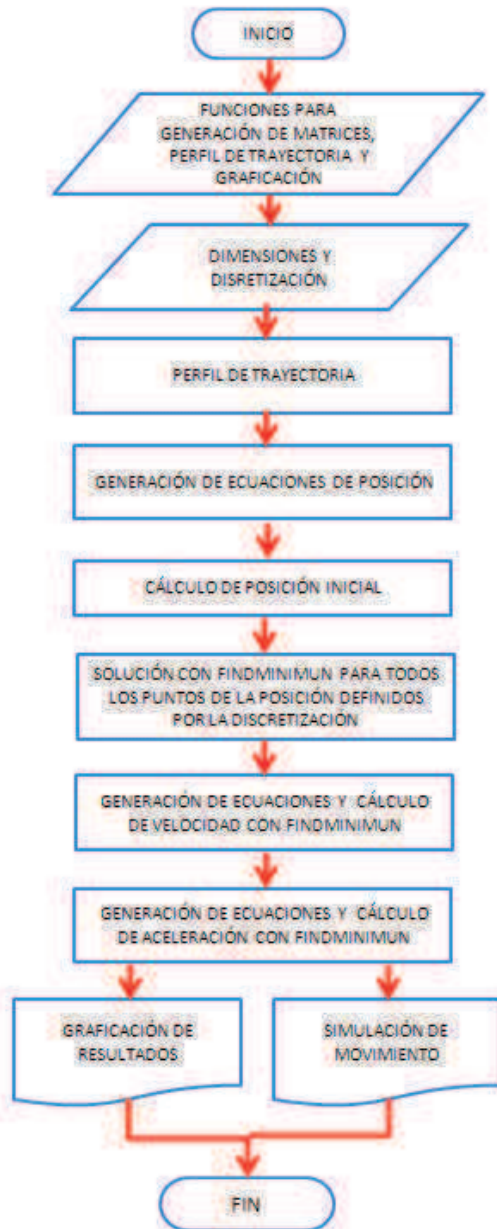 INICIO
FUNCIONES PARA
GENERACIÓN DE MATRICES,
PERFIL DE TRAYECTORIA Y
GRAFICACIÓN
DIMENSIONES Y
DISRETIZACIÓN
PERFIL DE TRAYECTORIA
GENERACIÓN DE ECUACIONES DE POSICIÓN
CÁLCULO DE POSICIÓN INICIAL
SOLUCIÓN CON FINDMINIMUN PARA TODOS
LOS PUNTOS DE LA POSICIÓN DEFINIDOS
POR LA DISCRETIZACIÓN
GENERACIÓN DE ECUACIONES Y CÁLCULO
DE VELOCIDAD CON FINDMINIMUN
GENERACIÓN DE ECUACIONES Y CÁLCULO
DE ACELERACIÓN CON FINDMINIMUN
GRAFICACIÓN DE
RESULTADOS
SIMULACIÓN DE
MOVIMIENTO
FIN